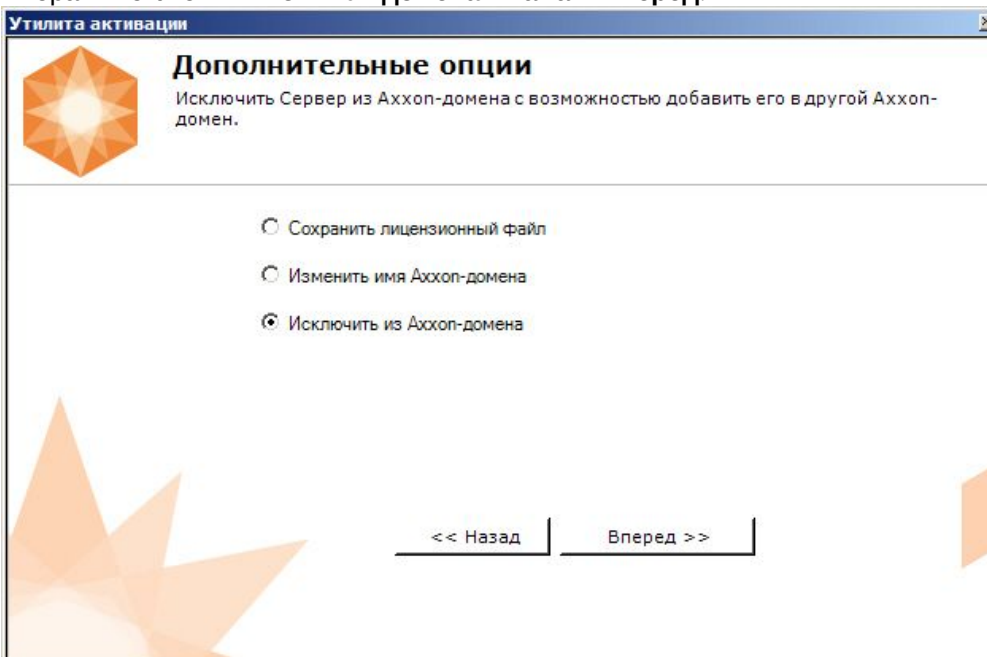 Утилита активации
Дополнительные опции
Исключить Сервер из Axxon-домена с возможностью добавить его в другой Axxon-
домен.
Сохранить лицензионный файл
Изменить имя Axxon-домена
Исключить из Axxon-домена
<< Назад
Вперед >>